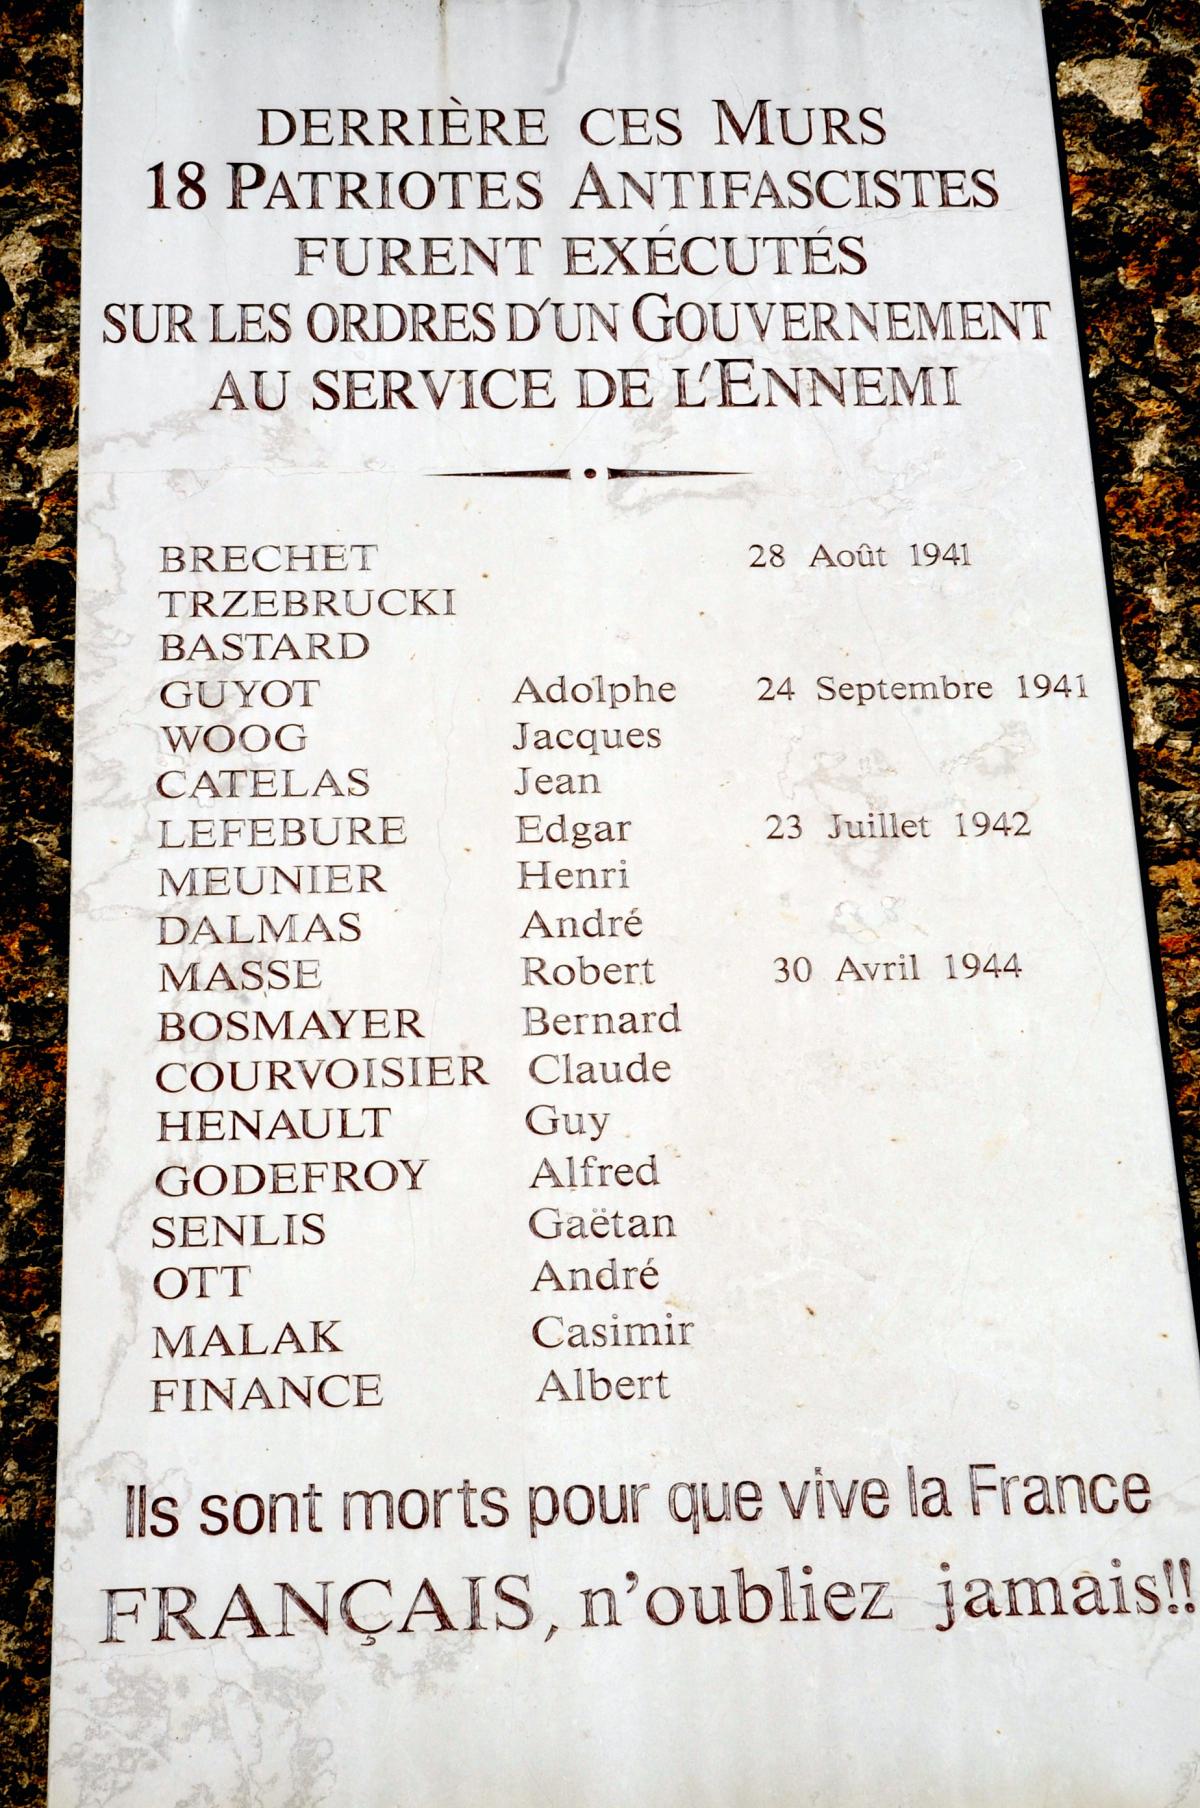 DERRIÈRE CES MURS
18 PATRIOTES ANTIFASCISTES
FURENT EXÉCUTÉS
SUR LES ORDRES D'UN GOUVERNEMENT
AU SERVICE DE L'ENNEMI
BRECHET 28 Août 1941
TRZEBRUCKI
BASTARD
GUYOT Adolphe 24 Septembre 1941
WOOG Jacques
CATELAS Jean
LEFEBURE Edgar 23 Juillet 1942
MEUNIER Henri
DALMAS André
MASSE Robert 30 Avril 1944
BOSMAYER Bernard
COURVOISIER Claude
HENAULT Guy
GODEFROY Alfred
SENLIS Gaëtan
OTT André
MALAK Casimir
FINANCE Albert
Ils sont morts pour que vive la France
FRANÇAIS, n'oubliez jamais!!